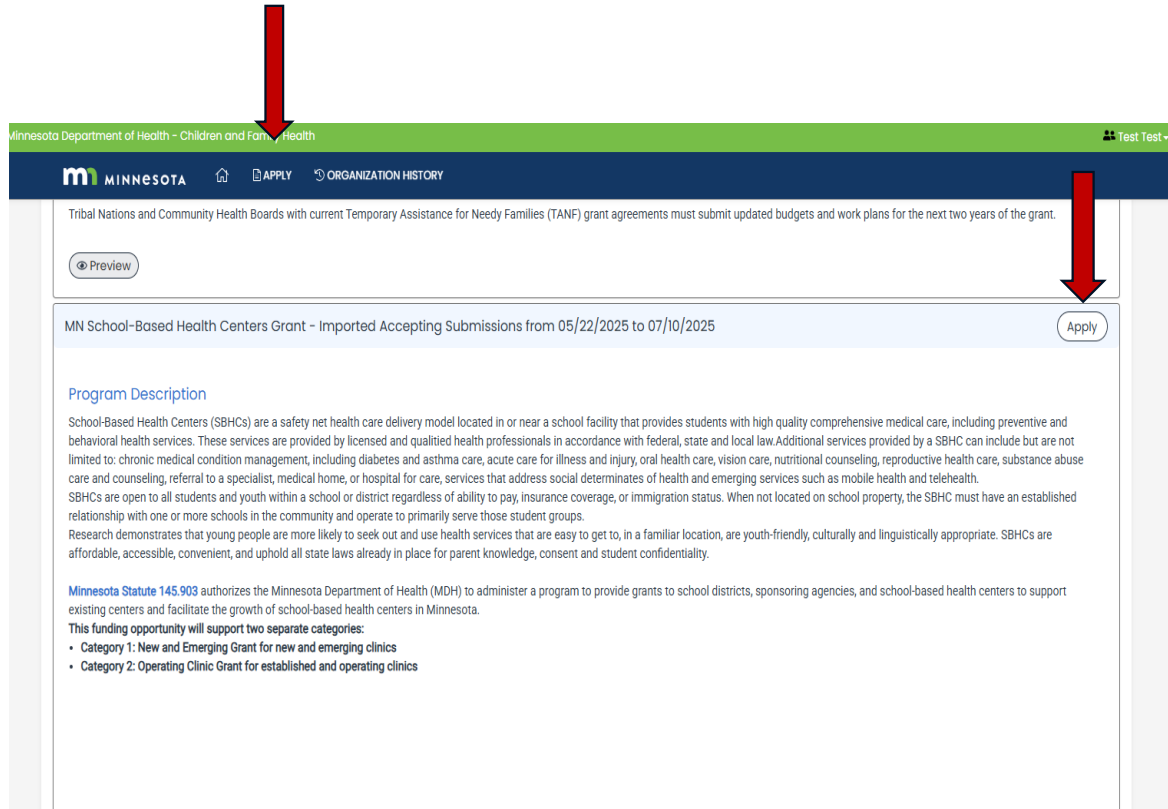 Minnesota Department of Health - Children and Family Health
Test Test
mn MINNESOTA APPLY ORGANIZATION HISTORY
Tribal Nations and Community Health Boards with current Temporary Assistance for Needy Families (TANF) grant agreements must submit updated budgets and work plans for the next two years of the grant.
Preview
MN School-Based Health Centers Grant - Imported Accepting Submissions from 05/22/2025 to 07/10/2025
Apply
Program Description
School-Based Health Centers (SBHCs) are a safety net health care delivery model located in or near a school facility that provides students with high quality comprehensive medical care, including preventive and
behavioral health services. These services are provided by licensed and qualitied health professionals in accordance with federal, state and local law.Additional services provided by a SBHC can include but are not
limited to: chronic medical condition management, including diabetes and asthma care, acute care for illness and injury, oral health care, vision care, nutritional counseling, reproductive health care, substance abuse
care and counseling, referral to a specialist, medical home, or hospital for care, services that address social determinates of health and emerging services such as mobile health and telehealth.
SBHCs are open to all students and youth within a school or district regardless of ability to pay, insurance coverage, or immigration status. When not located on school property, the SBHC must have an established
relationship with one or more schools in the community and operate to primarily serve those student groups.
Research demonstrates that young people are more likely to seek out and use health services that are easy to get to, in a familiar location, are youth-friendly, culturally and linguistically appropriate. SBHCs are
affordable, accessible, convenient, and uphold all state laws already in place for parent knowledge, consent and student confidentiality.
Minnesota Statute 145.903 authorizes the Minnesota Department of Health (MDH) to administer a program to provide grants to school districts, sponsoring agencies, and school-based health centers to support
existing centers and facilitate the growth of school-based health centers in Minnesota.
This funding opportunity will support two separate categories:
• Category 1: New and Emerging Grant for new and emerging clinics
• Category 2: Operating Clinic Grant for established and operating clinics